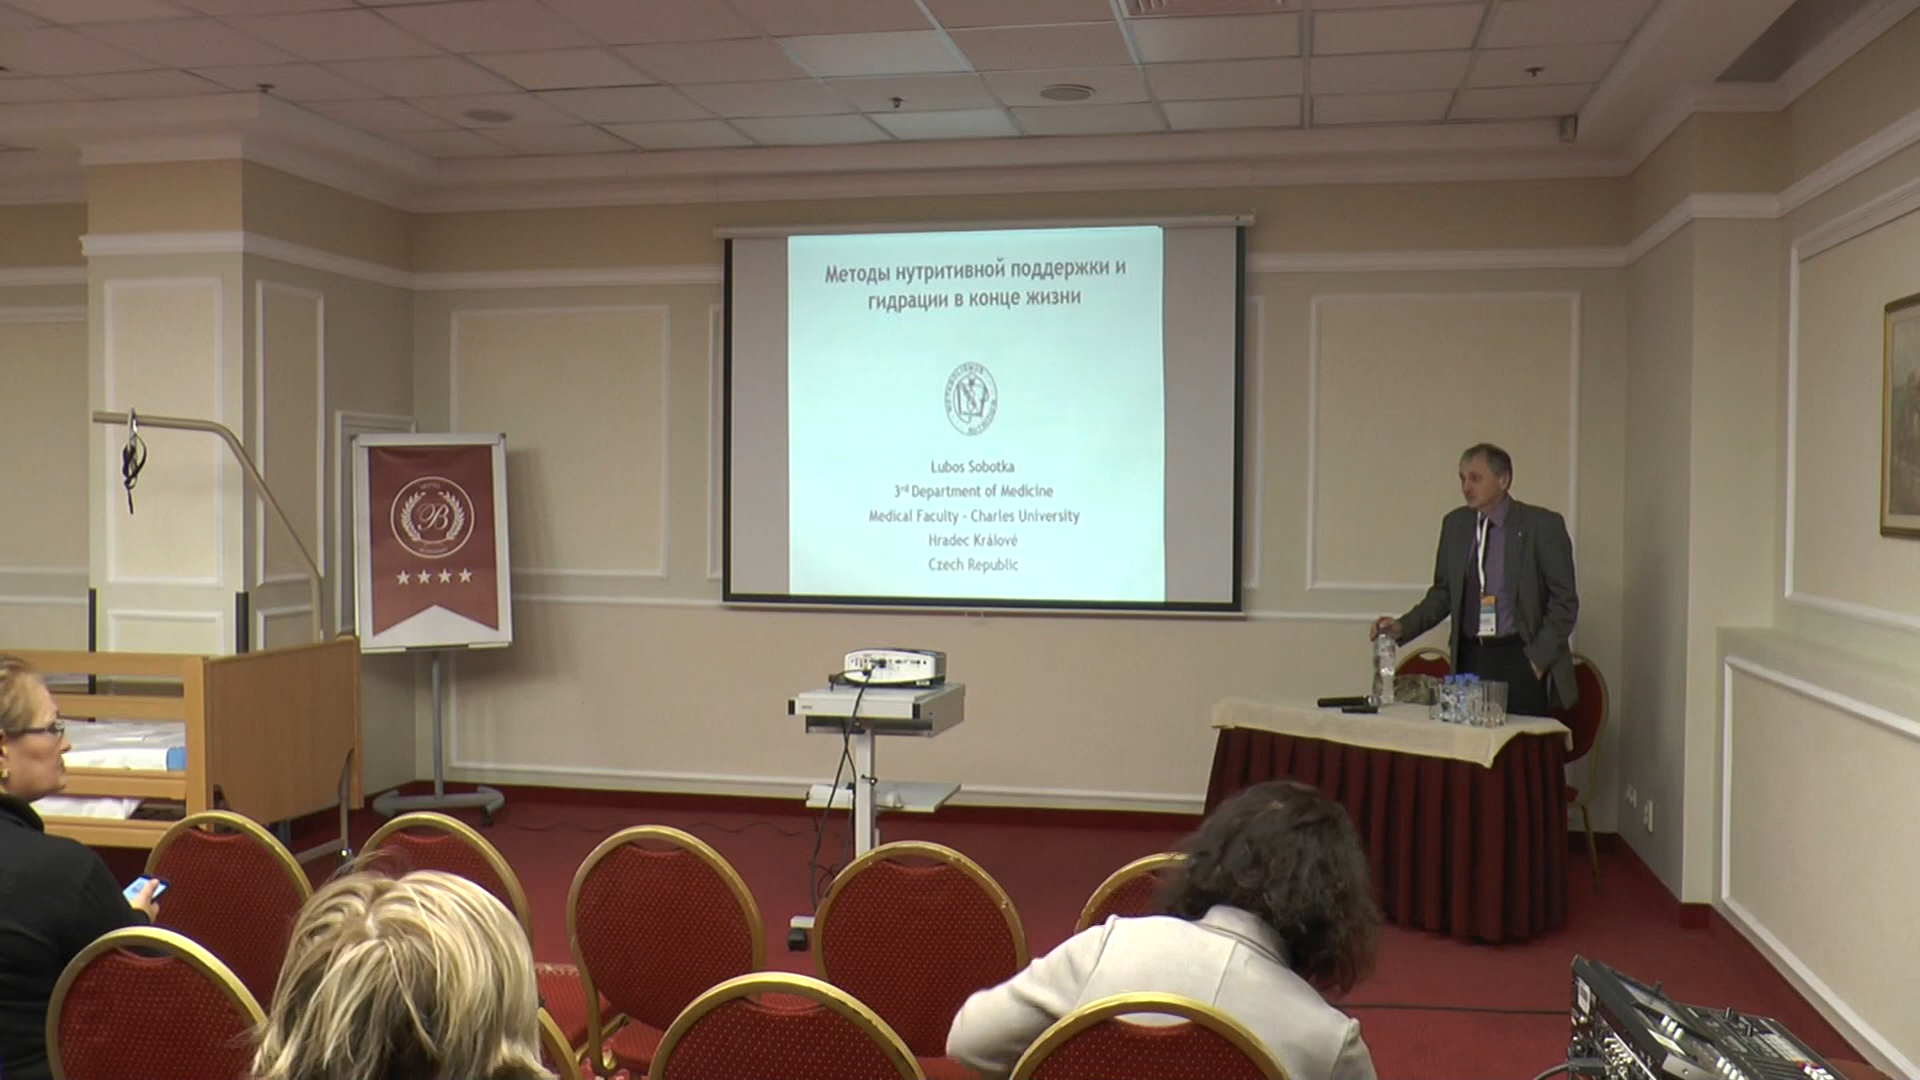 Методы нутритивной поддержки и
гидрации в конце жизни
Lubos Sobotka
3rd Department of Medicine
Medical Faculty - Charles University
Hradec Králové
Czech Republic
HOTEL
B